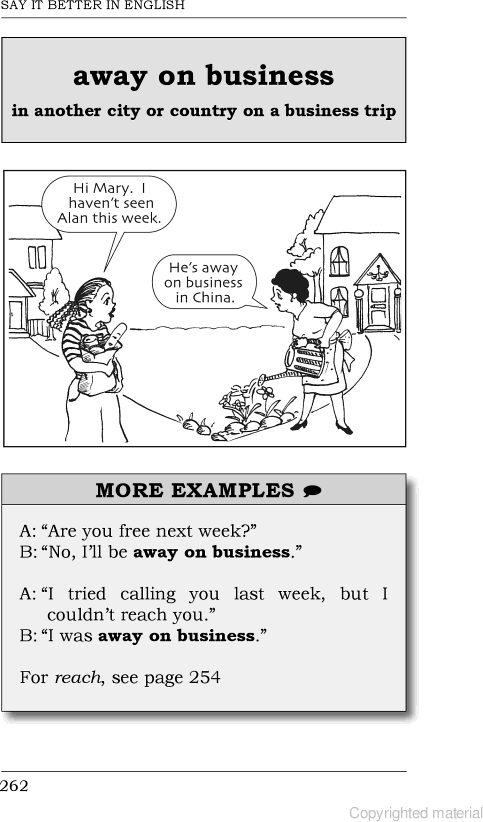 SAY IT BETTER IN ENGLISH
away on business
in another city or country on a business trip
Hi Mary. I
haven't seen
Alan this week.
He's away
on business
in China.
MORE EXAMPLES
A: “Are you free next week?”
B: “No, I'll be away on business.”
A: “I tried calling you last week, but I
couldn't reach you.”
B: “I was away on business.”
For reach, see page 254
262
Copyrighted material